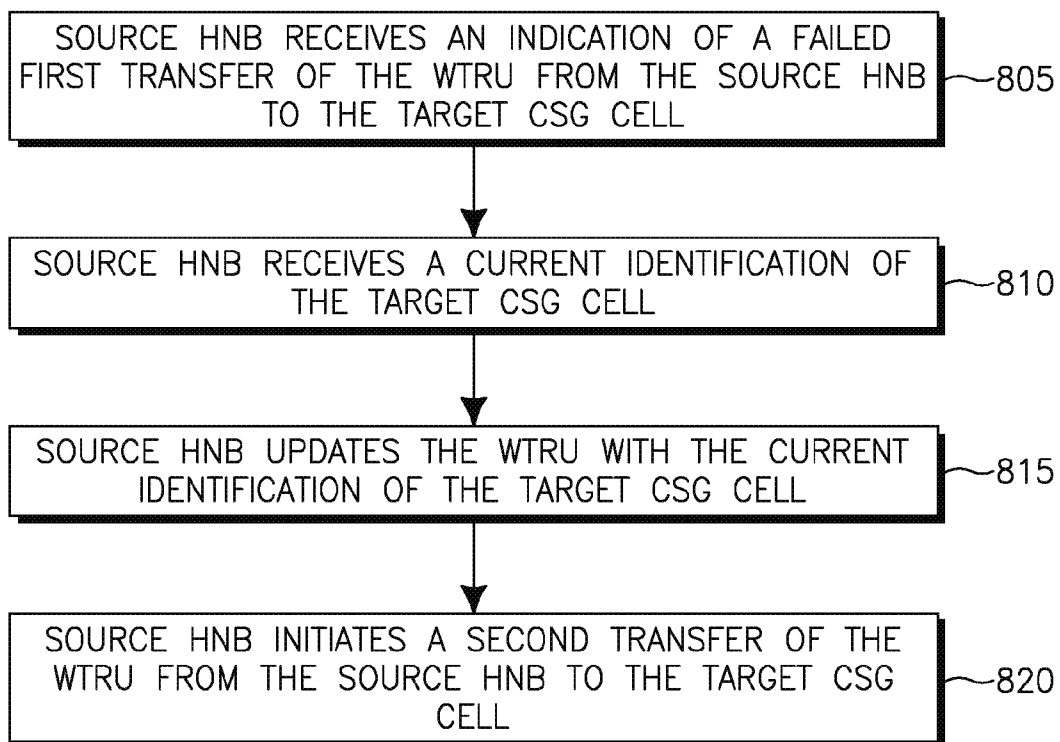 SOURCE HNB RECEIVES AN INDICATION OF A FAILED
FIRST TRANSFER OF THE WTRU FROM THE SOURCE HNB
TO THE TARGET CSG CELL
805
SOURCE HNB RECEIVES A CURRENT IDENTIFICATION OF
THE TARGET CSG CELL
810
SOURCE HNB UPDATES THE WTRU WITH THE CURRENT
IDENTIFICATION OF THE TARGET CSG CELL
815
SOURCE HNB INITIATES A SECOND TRANSFER OF THE
WTRU FROM THE SOURCE HNB TO THE TARGET CSG
CELL
820